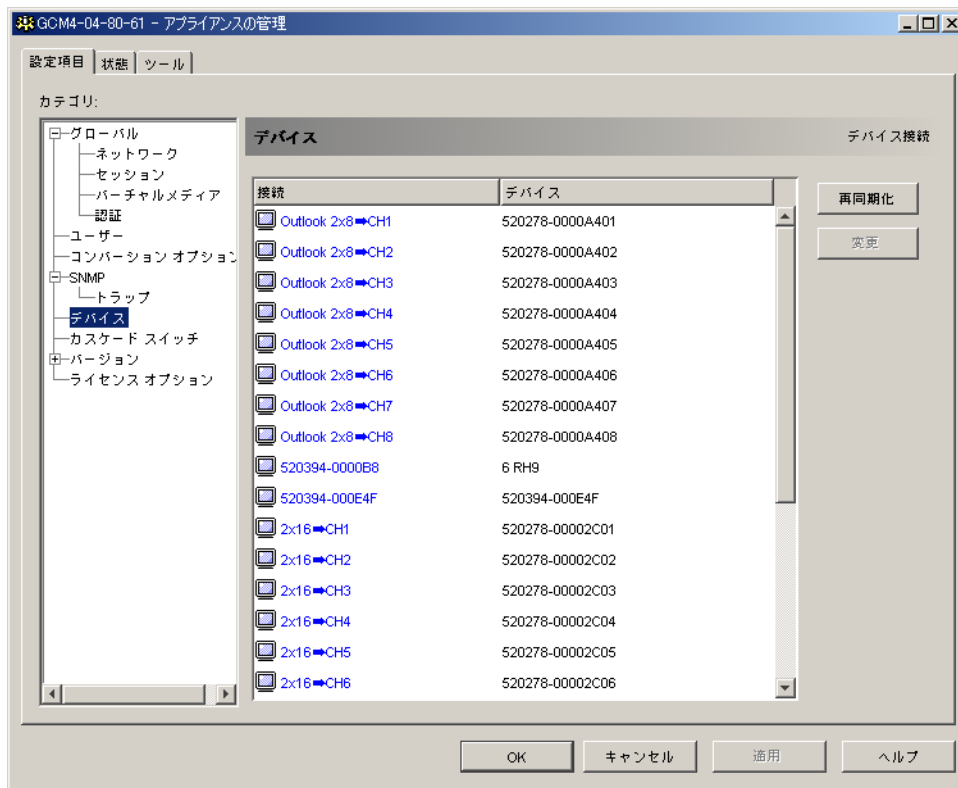 GCM4-04-80-61 - アプライアンスの管理
設定項目 状態 ツール
カテゴリ:
グローバル
ネットワーク
セッション
バーチャルメディア
認証
ユーザー
コンバーション オプション
SNMP
トラップ
デバイス
カスケード スイッチ
バージョン
ライセンス オプション
デバイス デバイス接続
接続 デバイス
Outlook 2x8➡CH1 520278-0000A401
Outlook 2x8➡CH2 520278-0000A402
Outlook 2x8➡CH3 520278-0000A403
Outlook 2x8➡CH4 520278-0000A404
Outlook 2x8➡CH5 520278-0000A405
Outlook 2x8➡CH6 520278-0000A406
Outlook 2x8➡CH7 520278-0000A407
Outlook 2x8➡CH8 520278-0000A408
520394-0000B8 6 RH9
520394-000E4F 520394-000E4F
2x16➡CH1 520278-00002C01
2x16➡CH2 520278-00002C02
2x16➡CH3 520278-00002C03
2x16➡CH4 520278-00002C04
2x16➡CH5 520278-00002C05
2x16➡CH6 520278-00002C06
再同期化
変更
OK キャンセル 適用 ヘルプ